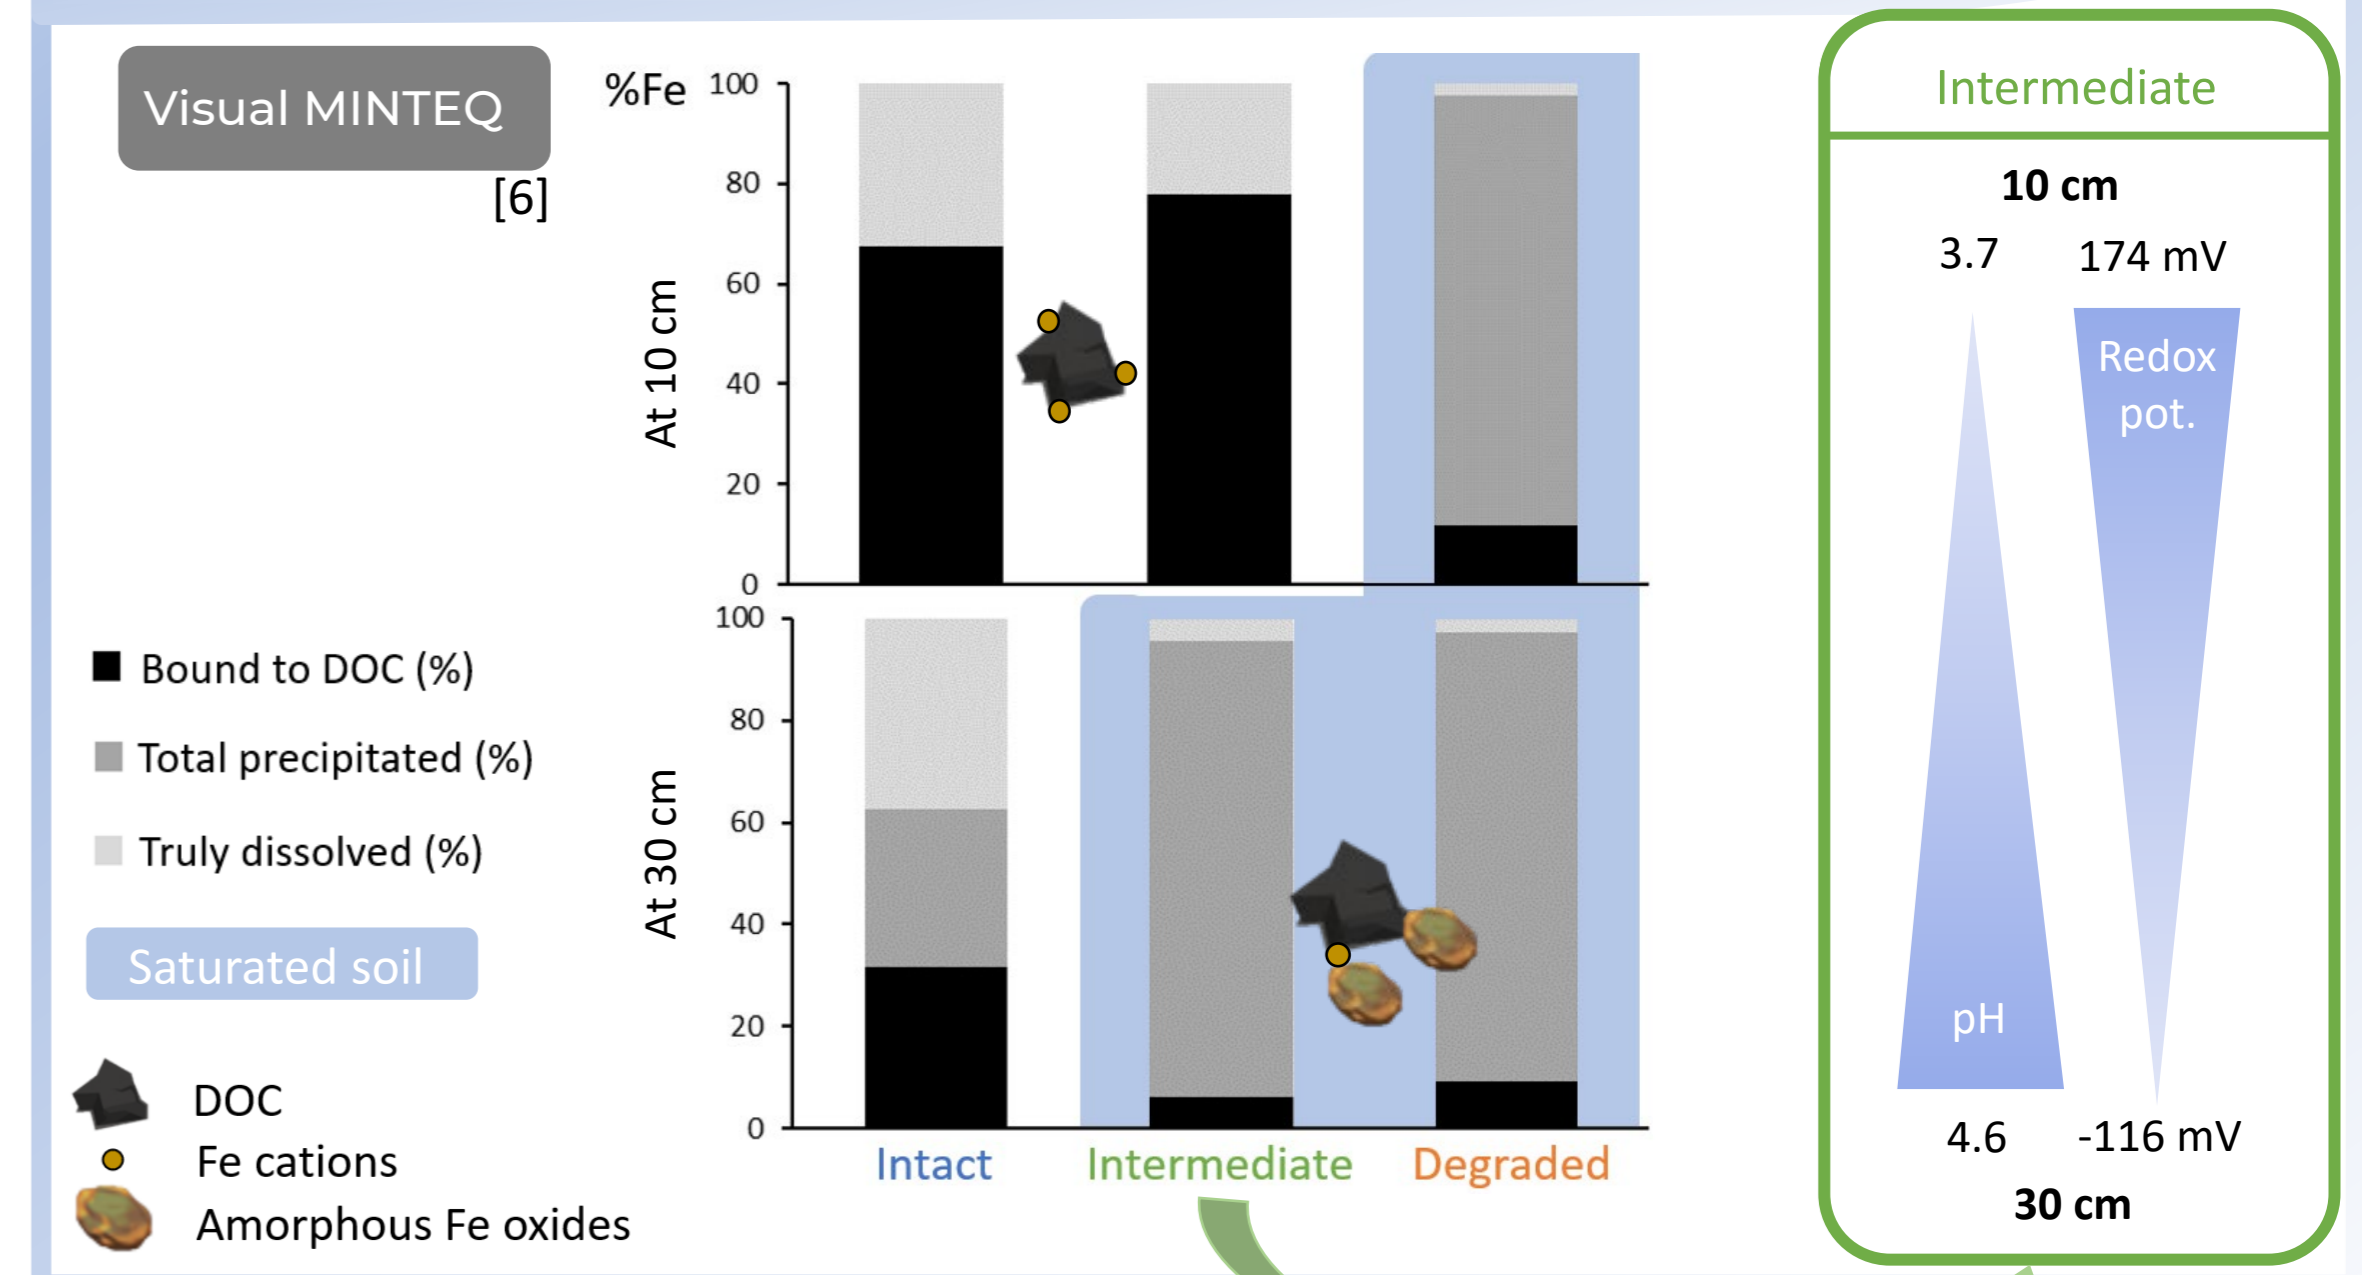 Visual MINTEQ
[6]
%Fe
100
80
60
40
20
0
At 10 cm
100
80
60
40
20
0
At 30 cm
Intact
Intermediate
Degraded
Bound to DOC (%)
Total precipitated (%)
Truly dissolved (%)
Saturated soil
DOC
Fe cations
Amorphous Fe oxides
Intermediate
10 cm
3.7
174 mV
Redox
pot.
pH
4.6
-116 mV
30 cm